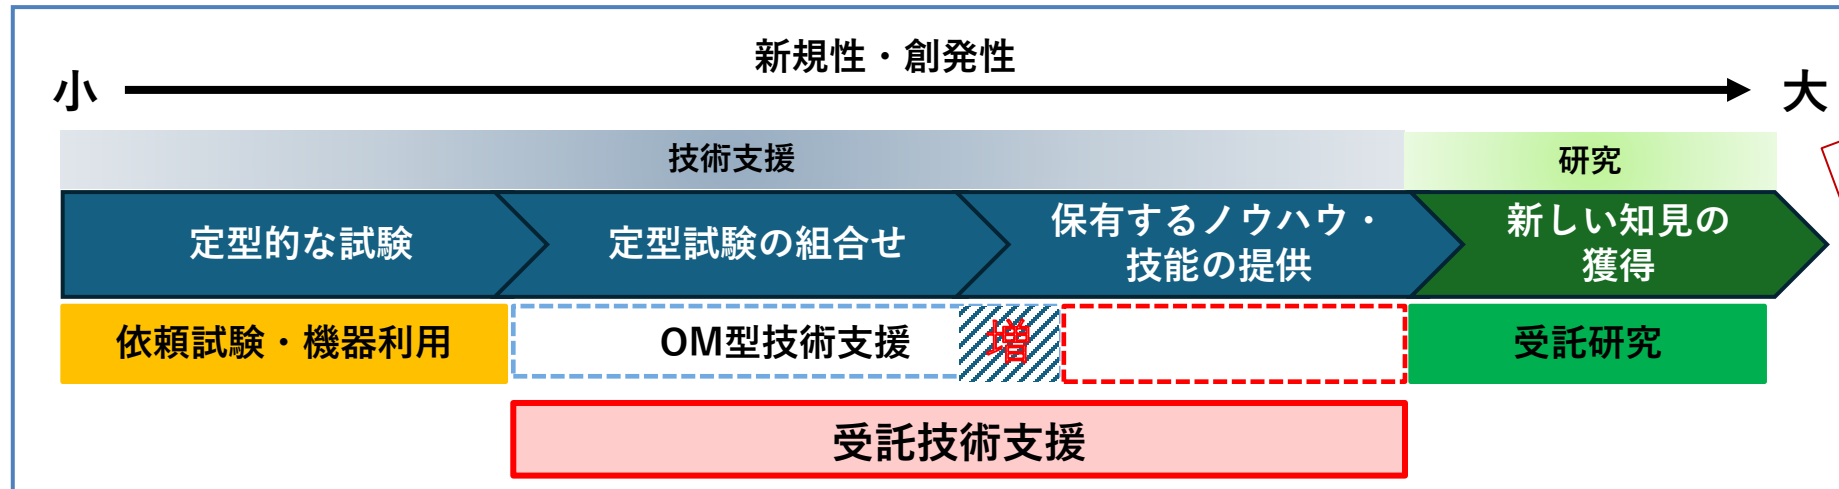 新規性・創発性
小
大
技術支援
研究
定型的な試験
定型試験の組合せ
保有するノウハウ・
技能の提供
新しい知見の
獲得
依頼試験・機器利用
OM型技術支援
増
受託研究
受託技術支援